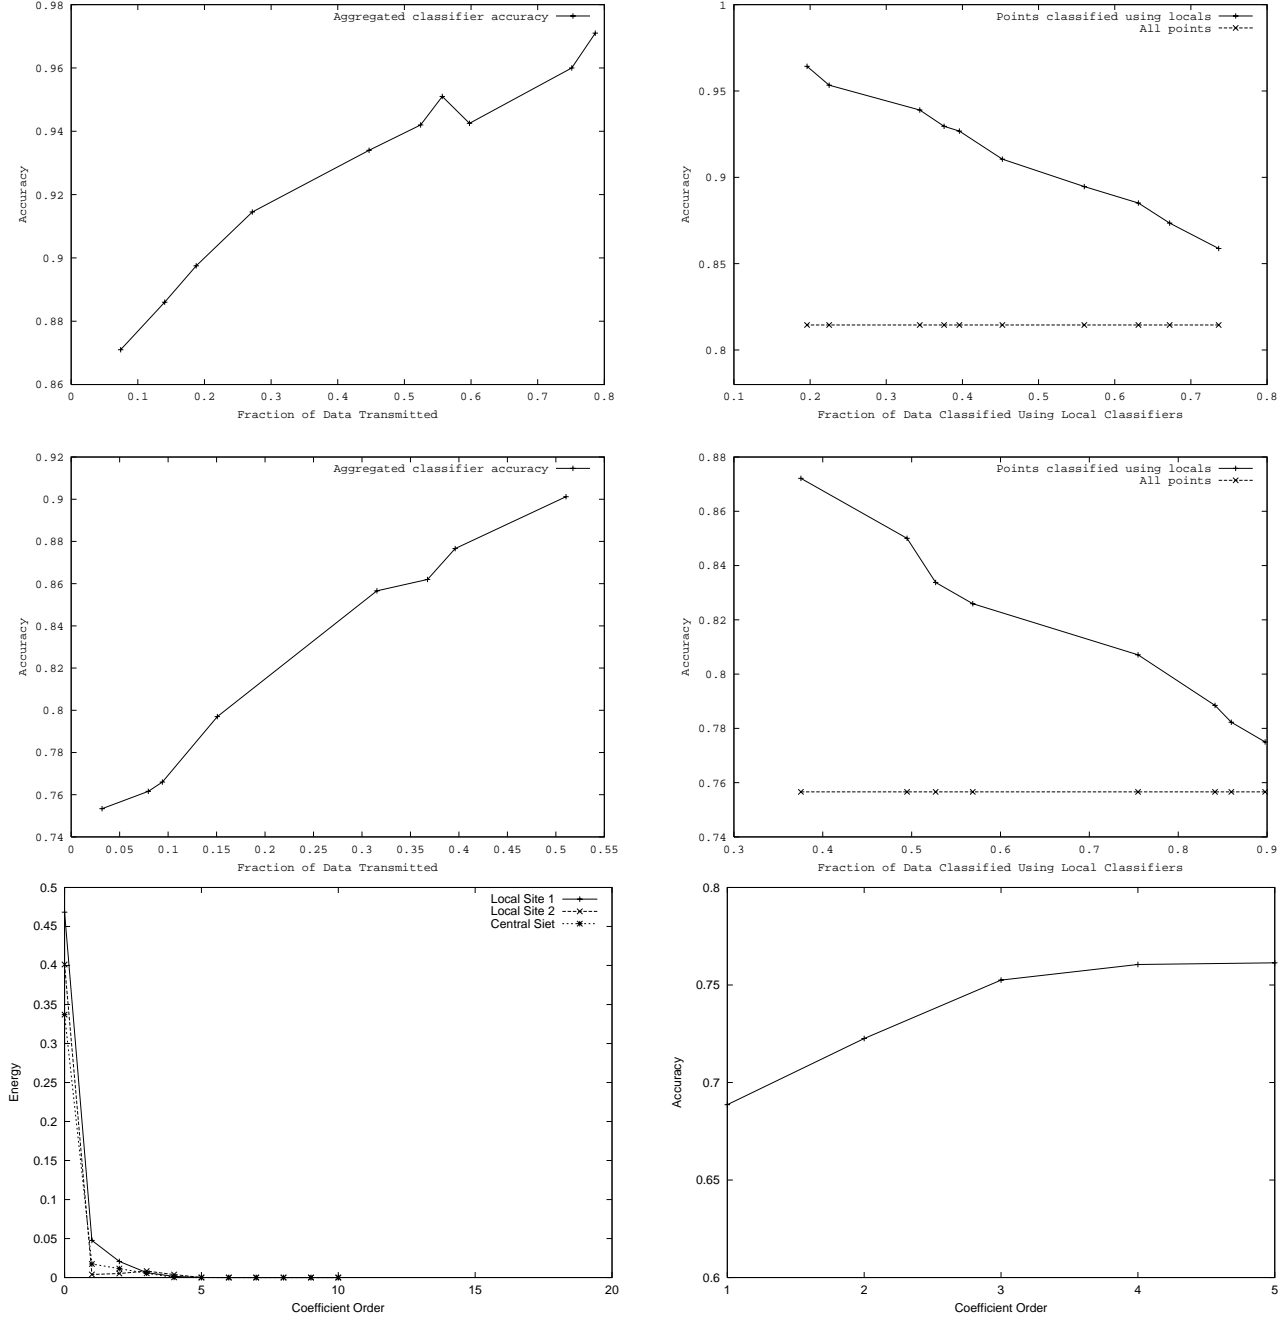 0.98
0.96
0.94
0.92
0.9
0.88
0.86
0 0.1 0.2 0.3 0.4 0.5 0.6 0.7 0.8
Accuracy
Fraction of Data Transmitted
Aggregated classifier accuracy
1
0.95
0.9
0.85
0.8
0.1 0.2 0.3 0.4 0.5 0.6 0.7 0.8
Accuracy
Fraction of Data Classified Using Local Classifiers
Points classified using locals
All points
0.92
0.9
0.88
0.86
0.84
0.82
0.8
0.78
0.76
0.74
0 0.05 0.1 0.15 0.2 0.25 0.3 0.35 0.4 0.45 0.5 0.55
Accuracy
Fraction of Data Transmitted
Aggregated classifier accuracy
0.88
0.86
0.84
0.82
0.8
0.78
0.76
0.74
0.3 0.4 0.5 0.6 0.7 0.8 0.9
Accuracy
Fraction of Data Classified Using Local Classifiers
Points classified using locals
All points
0.5
0.45
0.4
0.35
0.3
0.25
0.2
0.15
0.1
0.05
0
0 5 10 15 20
Energy
Coefficient Order
Local Site 1
Local Site 2
Central Siet
0.8
0.75
0.7
0.65
0.6
1 2 3 4 5
Accuracy
Coefficient Order